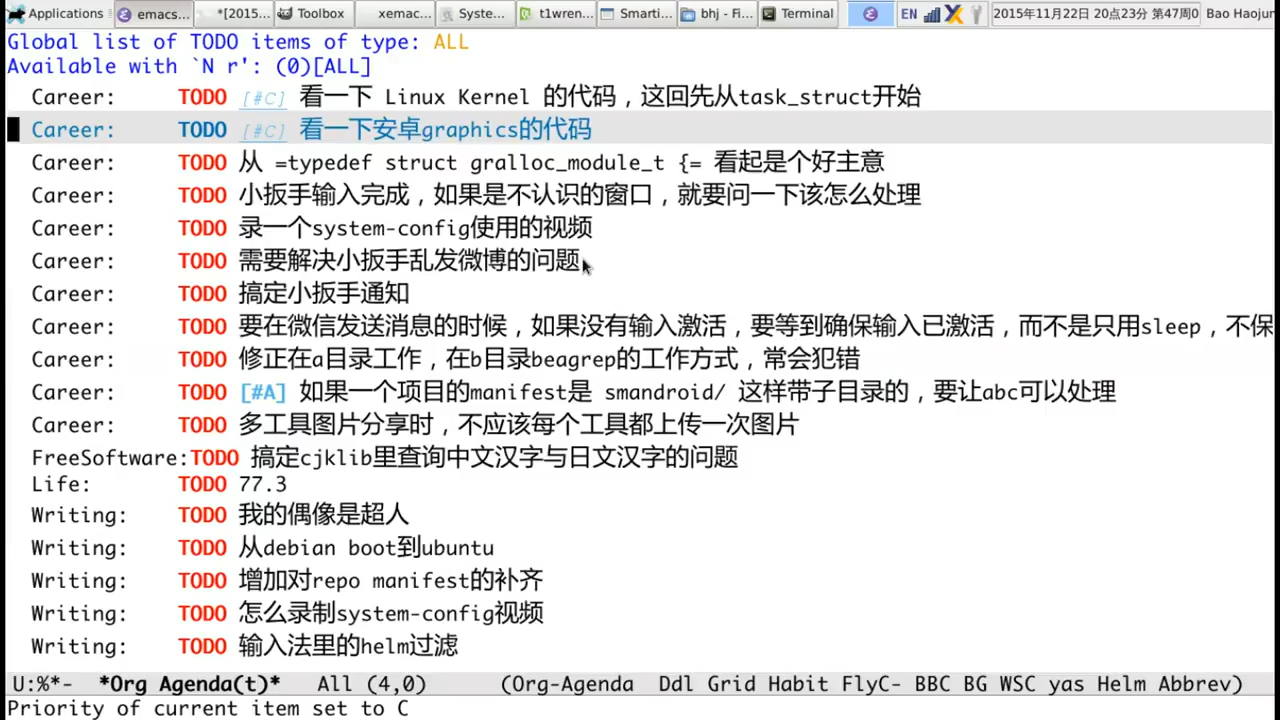 Applications emacs... *[2015... Toolbox xemac... Syste... t1wren... Smarti... bhj - Fi... Terminal EN 2015年11月22日 20点23分 第47周0 Bao Haojun
Global list of TODO items of type: ALL
Available with `N r': (0)[ALL]
Career: TODO [#C] 看一下 Linux Kernel 的代码，这回先从task_struct开始
Career: TODO [#C] 看一下安卓graphics的代码
Career: TODO 从 =typedef struct gralloc_module_t {= 看起是个好主意
Career: TODO 小扳手输入完成，如果是不认识的窗口，就要问一下该怎么处理
Career: TODO 录一个system-config使用的视频
Career: TODO 需要解决小扳手乱发微博的问题
Career: TODO 搞定小扳手通知
Career: TODO 要在微信发送消息的时候，如果没有输入激活，要等到确保输入已激活，而不是只用sleep，不保
Career: TODO 修正在a目录工作，在b目录beagrep的工作方式，常会犯错
Career: TODO [#A] 如果一个项目的manifest是 smandroid/ 这样带子目录的，要让abc可以处理
Career: TODO 多工具图片分享时，不应该每个工具都上传一次图片
FreeSoftware:TODO 搞定cjklib里查询中文汉字与日文汉字的问题
Life: TODO 77.3
Writing: TODO 我的偶像是超人
Writing: TODO 从debian boot到ubuntu
Writing: TODO 增加对repo manifest的补齐
Writing: TODO 怎么录制system-config视频
Writing: TODO 输入法里的helm过滤
U:%*- *Org Agenda(t)* All (4,0) (Org-Agenda Ddl Grid Habit FlyC- BBC BG WSC yas Helm Abbrev)
Priority of current item set to C